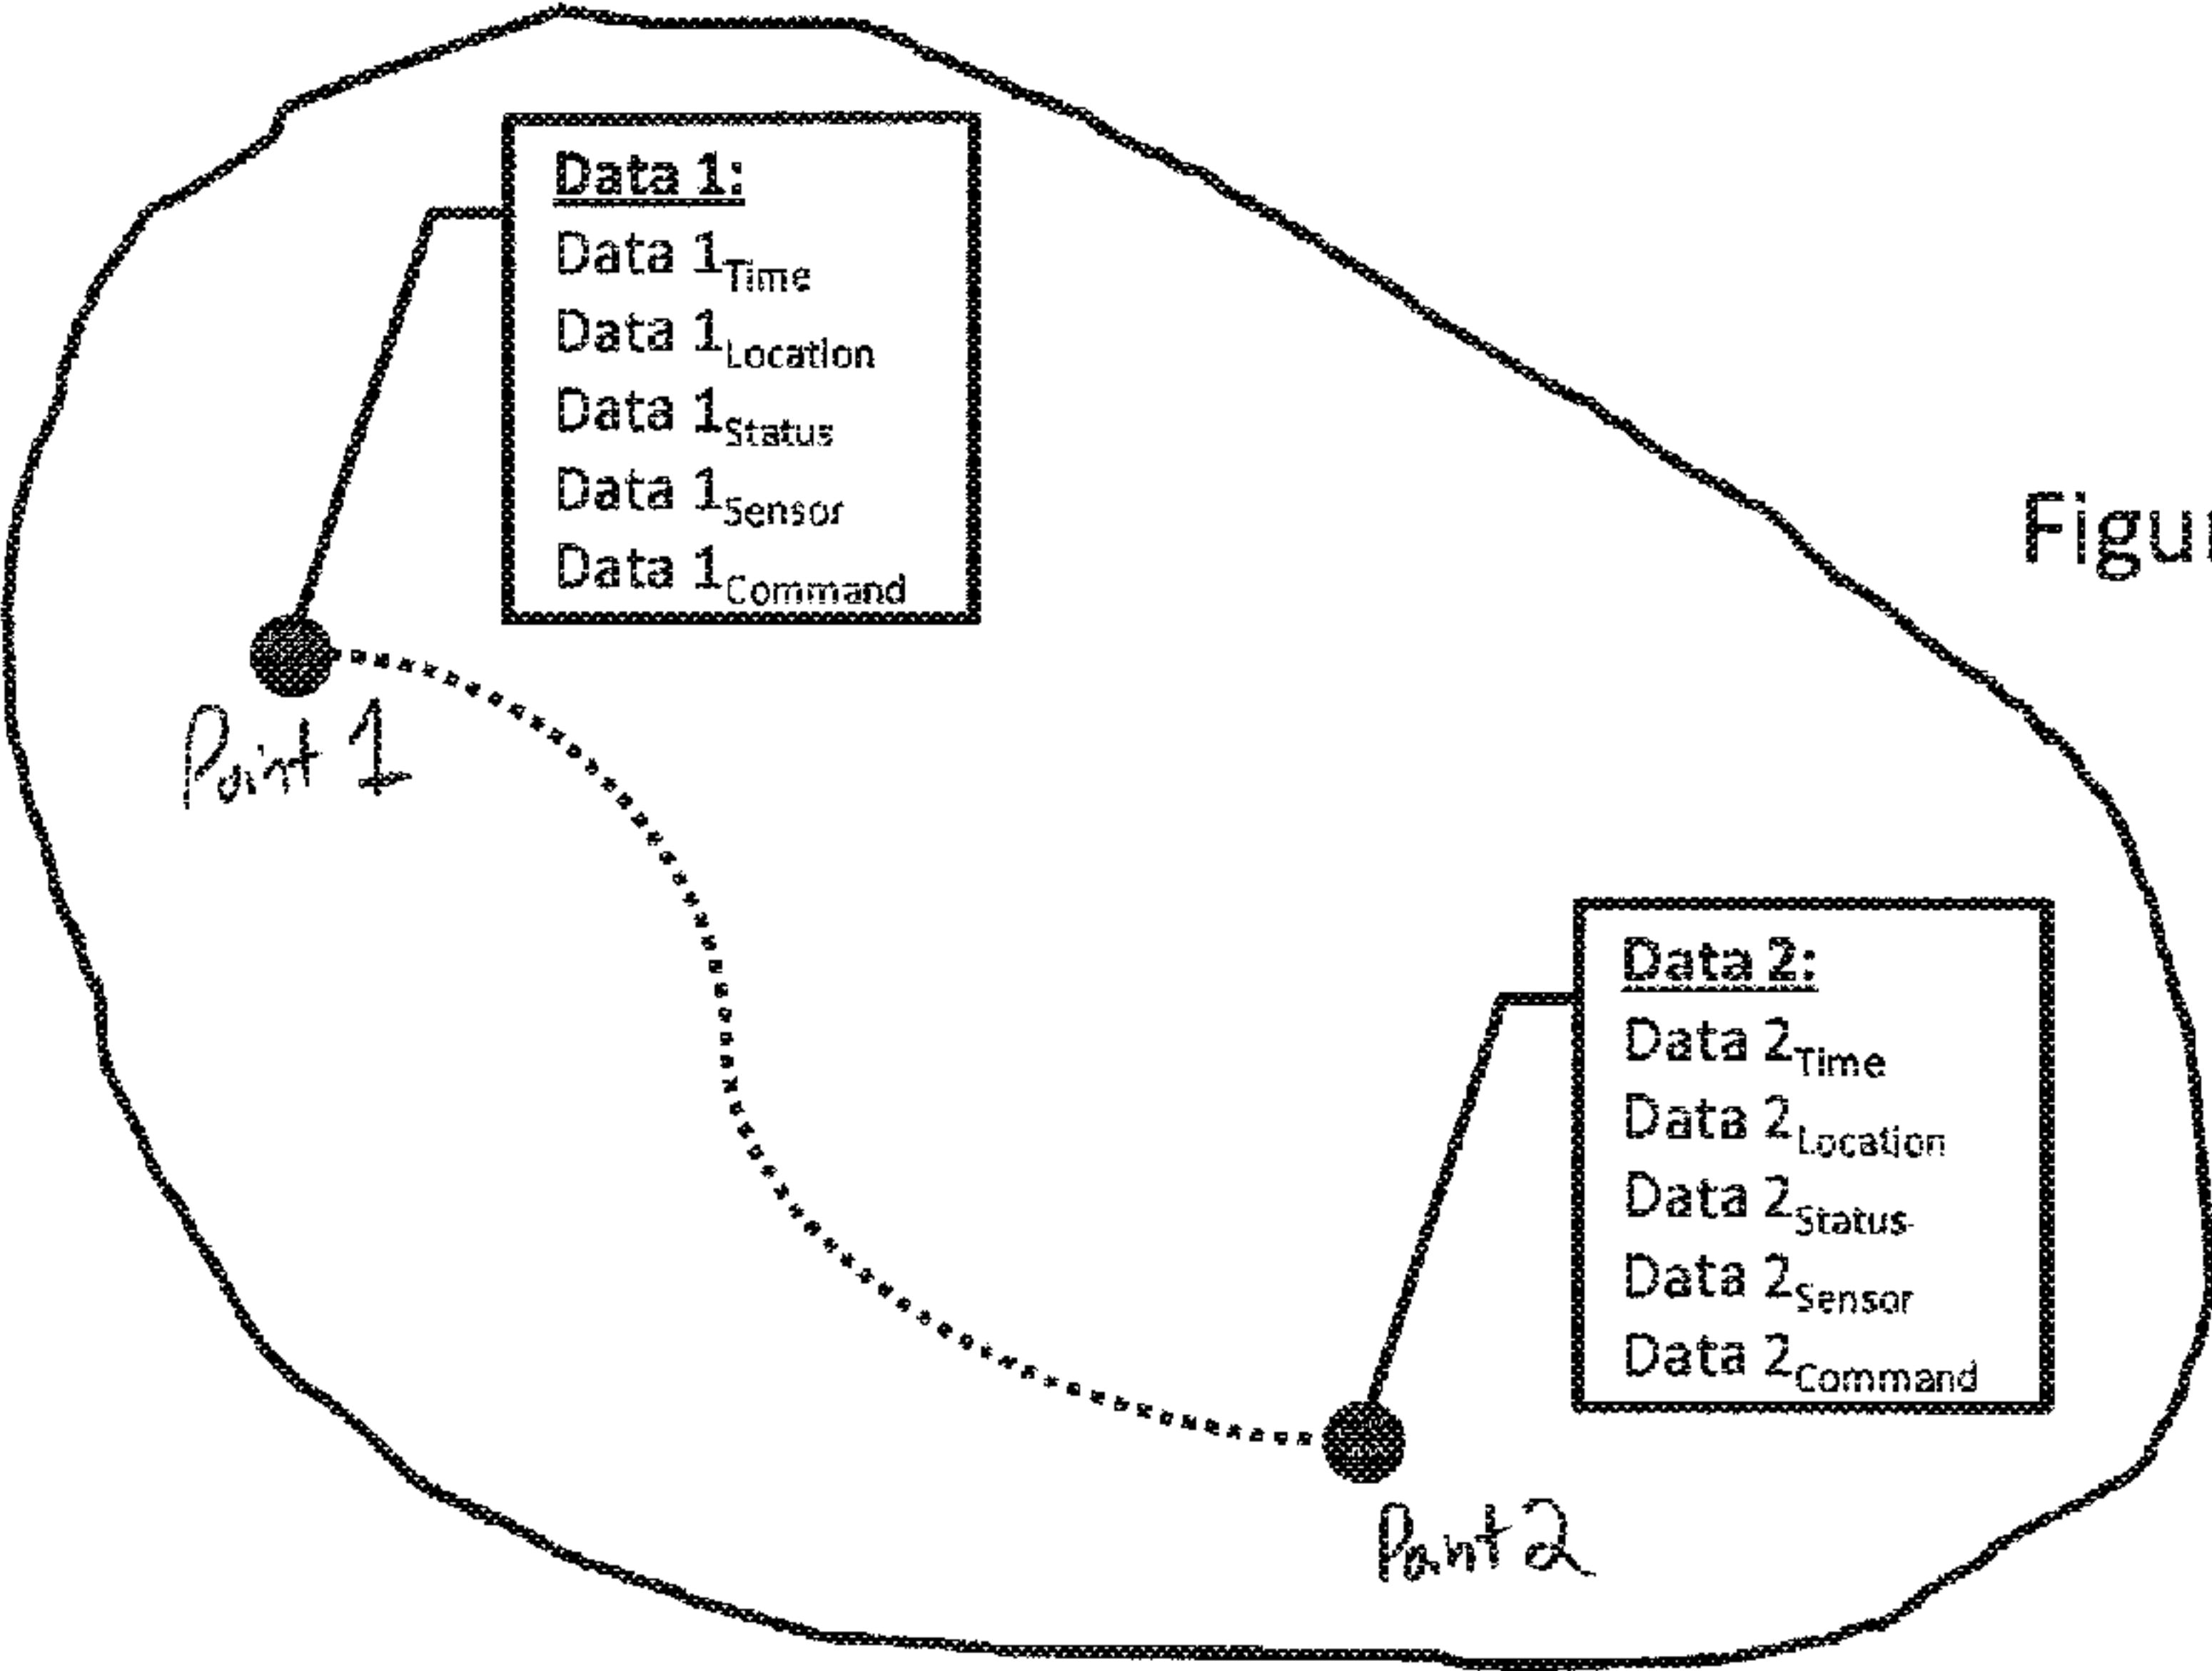 Data 1:
Data 1Time
Data 1Location
Data 1Status
Data 1Sensor
Data 1Command
Figur
Point 1
Data 2:
Data 2Time
Data 2Location
Data 2Status
Data 2Sensor
Data 2Command
Point 2